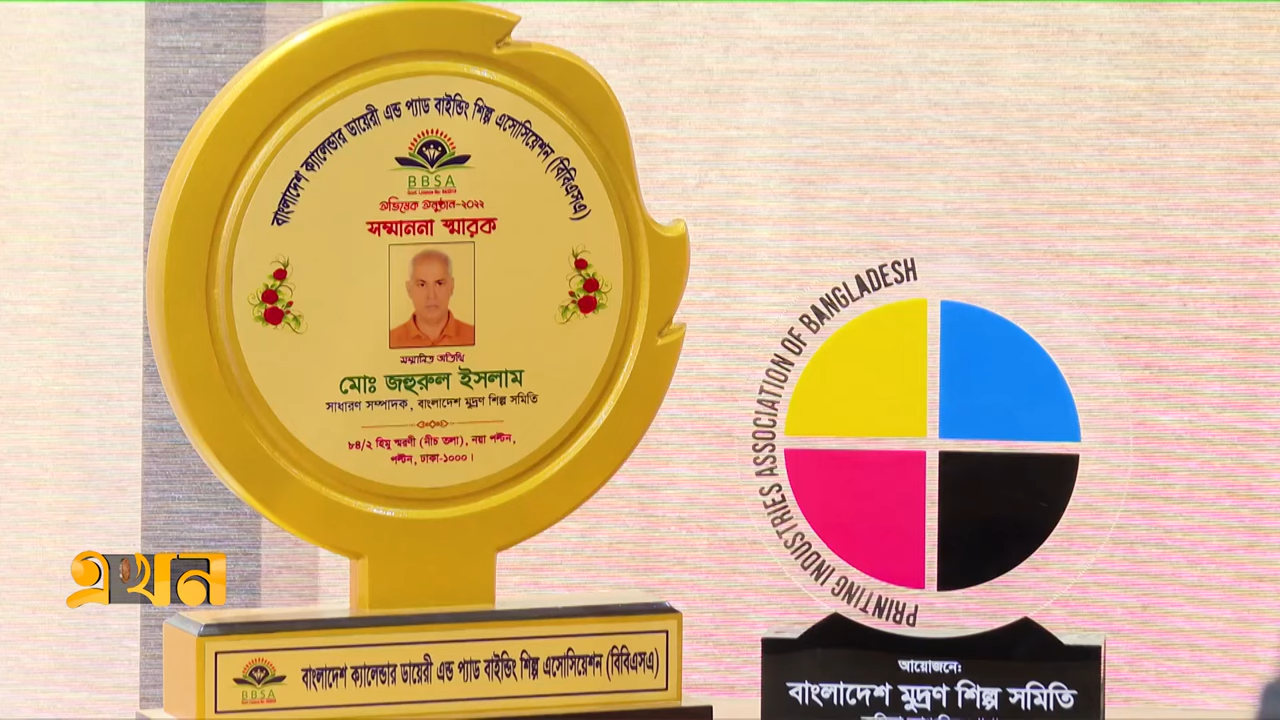 বাংলাদেশ ক্যালেন্ডার ডায়েরী এন্ড প্যাড বাইন্ডিং শিল্প এসোসিয়েশন (বিবিএসএ)
BBSA
অভিষেক অনুষ্ঠান-২০২২
সম্মাননা স্মারক
সম্মানিত অতিথি
মোঃ জহুরুল ইসলাম
সাধারণ সম্পাদক, বাংলাদেশ মুদ্রণ শিল্প সমিতি
৮৪/২ হিমু স্মরণী (নীচ তলা), নয়া পল্টন,
পল্টন, ঢাকা-১০০০।
BBSA
বাংলাদেশ ক্যালেন্ডার ডায়েরী এন্ড প্যাড বাইন্ডিং শিল্প এসোসিয়েশন (বিবিএসএ)
এখন
PRINTING INDUSTRIES ASSOCIATION OF BANGLADESH
আয়োজনে:
বাংলাদেশ মুদ্রণ শিল্প সমিতি